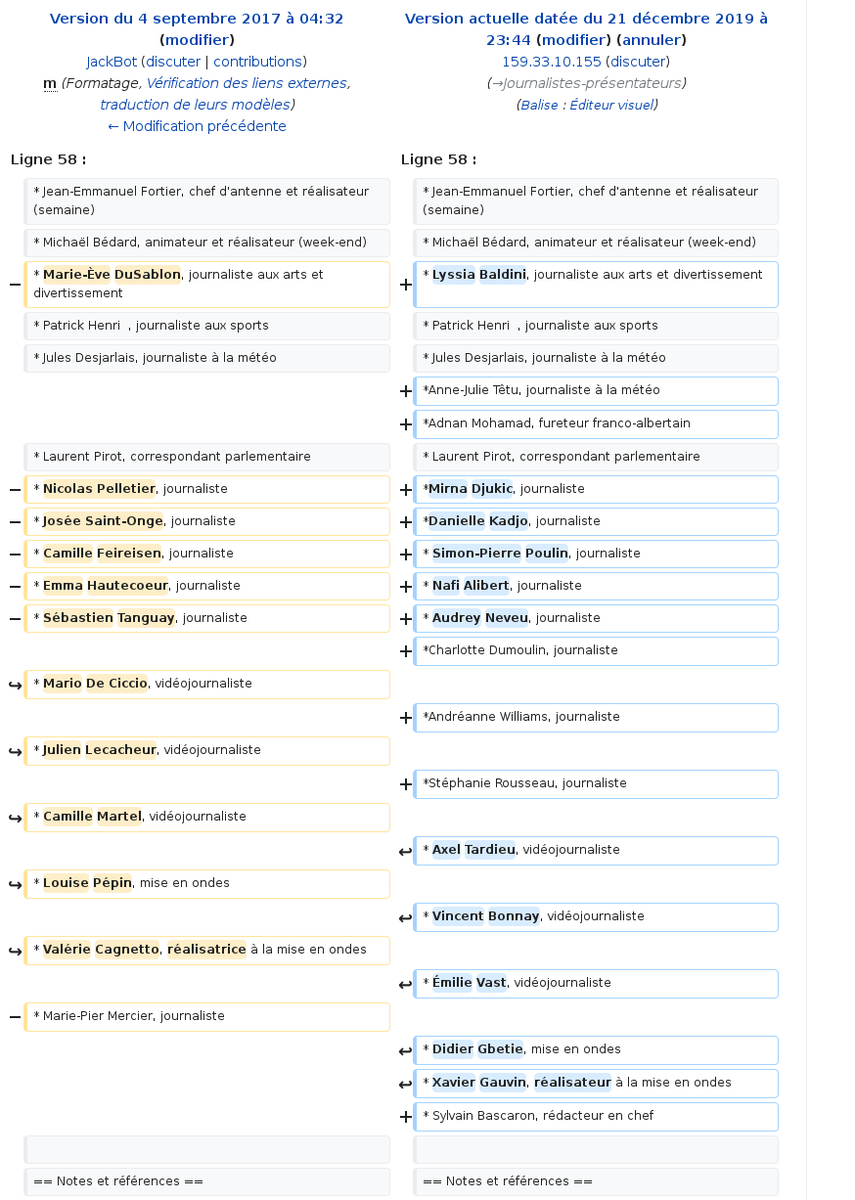 Version du 4 septembre 2017 à 04:32
(modifier)
JackBot (discuter | contributions)
m (Formatage, Vérification des liens externes,
traduction de leurs modèles)
← Modification précédente
Version actuelle datée du 21 décembre 2019 à
23:44 (modifier) (annuler)
159.33.10.155 (discuter)
(→Journalistes-présentateurs)
(Balise : Éditeur visuel)
Ligne 58 :
Ligne 58 :
* Jean-Emmanuel Fortier, chef d'antenne et réalisateur
(semaine)
* Jean-Emmanuel Fortier, chef d'antenne et réalisateur
(semaine)
* Michaël Bédard, animateur et réalisateur (week-end)
* Michaël Bédard, animateur et réalisateur (week-end)
− * Marie-Ève DuSablon, journaliste aux arts et
divertissement
+ * Lyssia Baldini, journaliste aux arts et divertissement
* Patrick Henri , journaliste aux sports
* Patrick Henri , journaliste aux sports
* Jules Desjarlais, journaliste à la météo
* Jules Desjarlais, journaliste à la météo
+ *Anne-Julie Têtu, journaliste à la météo
+ *Adnan Mohamad, fureteur franco-albertain
* Laurent Pirot, correspondant parlementaire
* Laurent Pirot, correspondant parlementaire
− * Nicolas Pelletier, journaliste
+ *Mirna Djukic, journaliste
− * Josée Saint-Onge, journaliste
+ *Danielle Kadjo, journaliste
− * Camille Feireisen, journaliste
+ * Simon-Pierre Poulin, journaliste
− * Emma Hautecoeur, journaliste
+ * Nafi Alibert, journaliste
− * Sébastien Tanguay, journaliste
+ * Audrey Neveu, journaliste
+ *Charlotte Dumoulin, journaliste
↪ * Mario De Ciccio, vidéojournaliste
+ *Andréanne Williams, journaliste
↪ * Julien Lecacheur, vidéojournaliste
+ *Stéphanie Rousseau, journaliste
↪ * Camille Martel, vidéojournaliste
↩ * Axel Tardieu, vidéojournaliste
↪ * Louise Pépin, mise en ondes
↩ * Vincent Bonnay, vidéojournaliste
↪ * Valérie Cagnetto, réalisatrice à la mise en ondes
↩ * Émilie Vast, vidéojournaliste
− * Marie-Pier Mercier, journaliste
↩ * Didier Gbetie, mise en ondes
↩ * Xavier Gauvin, réalisateur à la mise en ondes
+ * Sylvain Bascaron, rédacteur en chef
== Notes et références ==
== Notes et références ==